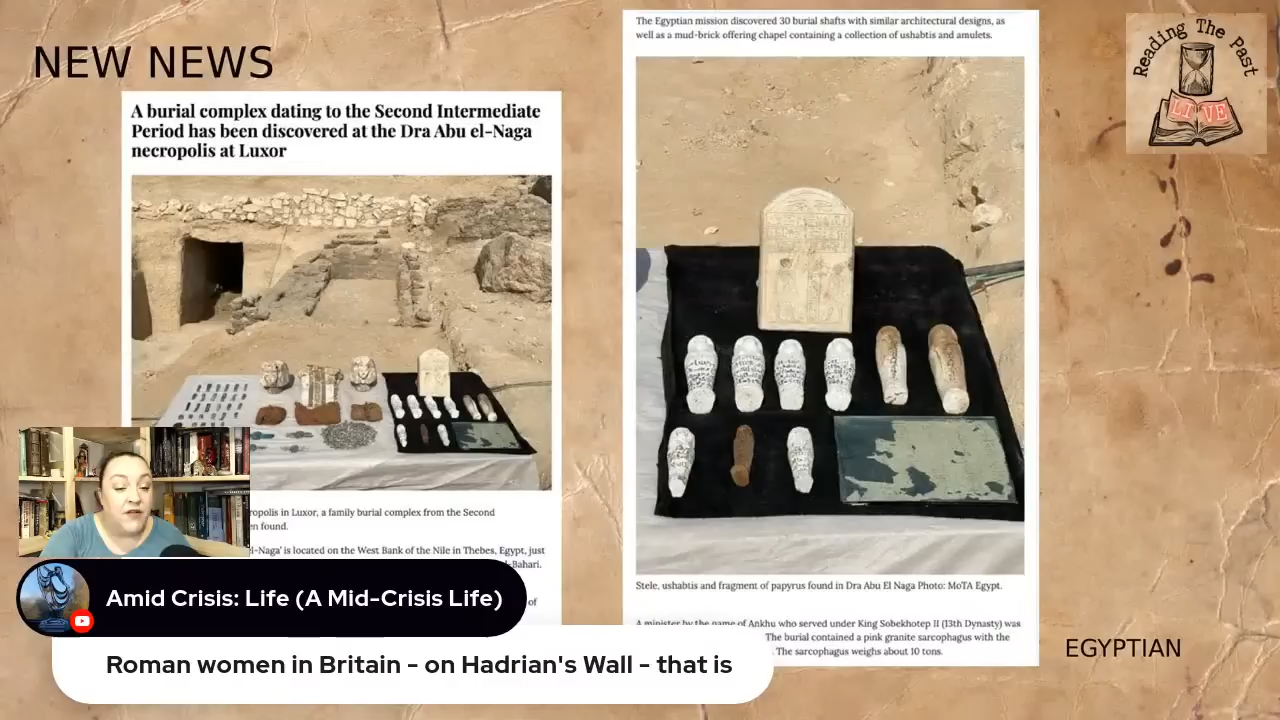 NEW NEWS
A burial complex dating to the Second Intermediate
Period has been discovered at the Dra Abu el-Naga
necropolis at Luxor
ropolis in Luxor, a family burial complex from the Second
en found.
l-Naga' is located on the West Bank of the Nile in Thebes, Egypt, just
l-Bahari.
of
The Egyptian mission discovered 30 burial shafts with similar architectural designs, as
well as a mud-brick offering chapel containing a collection of ushabtis and amulets.
Stele, ushabtis and fragment of papyrus found in Dra Abu El Naga Photo: MoTA Egypt.
A minister by the name of Ankhu who served under King Sobekhotep II (13th Dynasty) was
The burial contained a pink granite sarcophagus with the
The sarcophagus weighs about 10 tons.
Reading The Past
LIVE
EGYPTIAN
Amid Crisis: Life (A Mid-Crisis Life)
Roman women in Britain - on Hadrian's Wall - that is